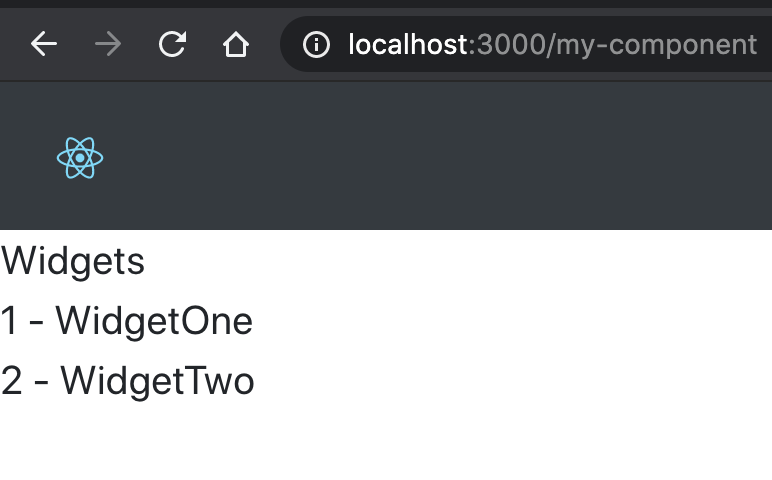 localhost:3000/my-component
Widgets
1 - WidgetOne
2 - WidgetTwo